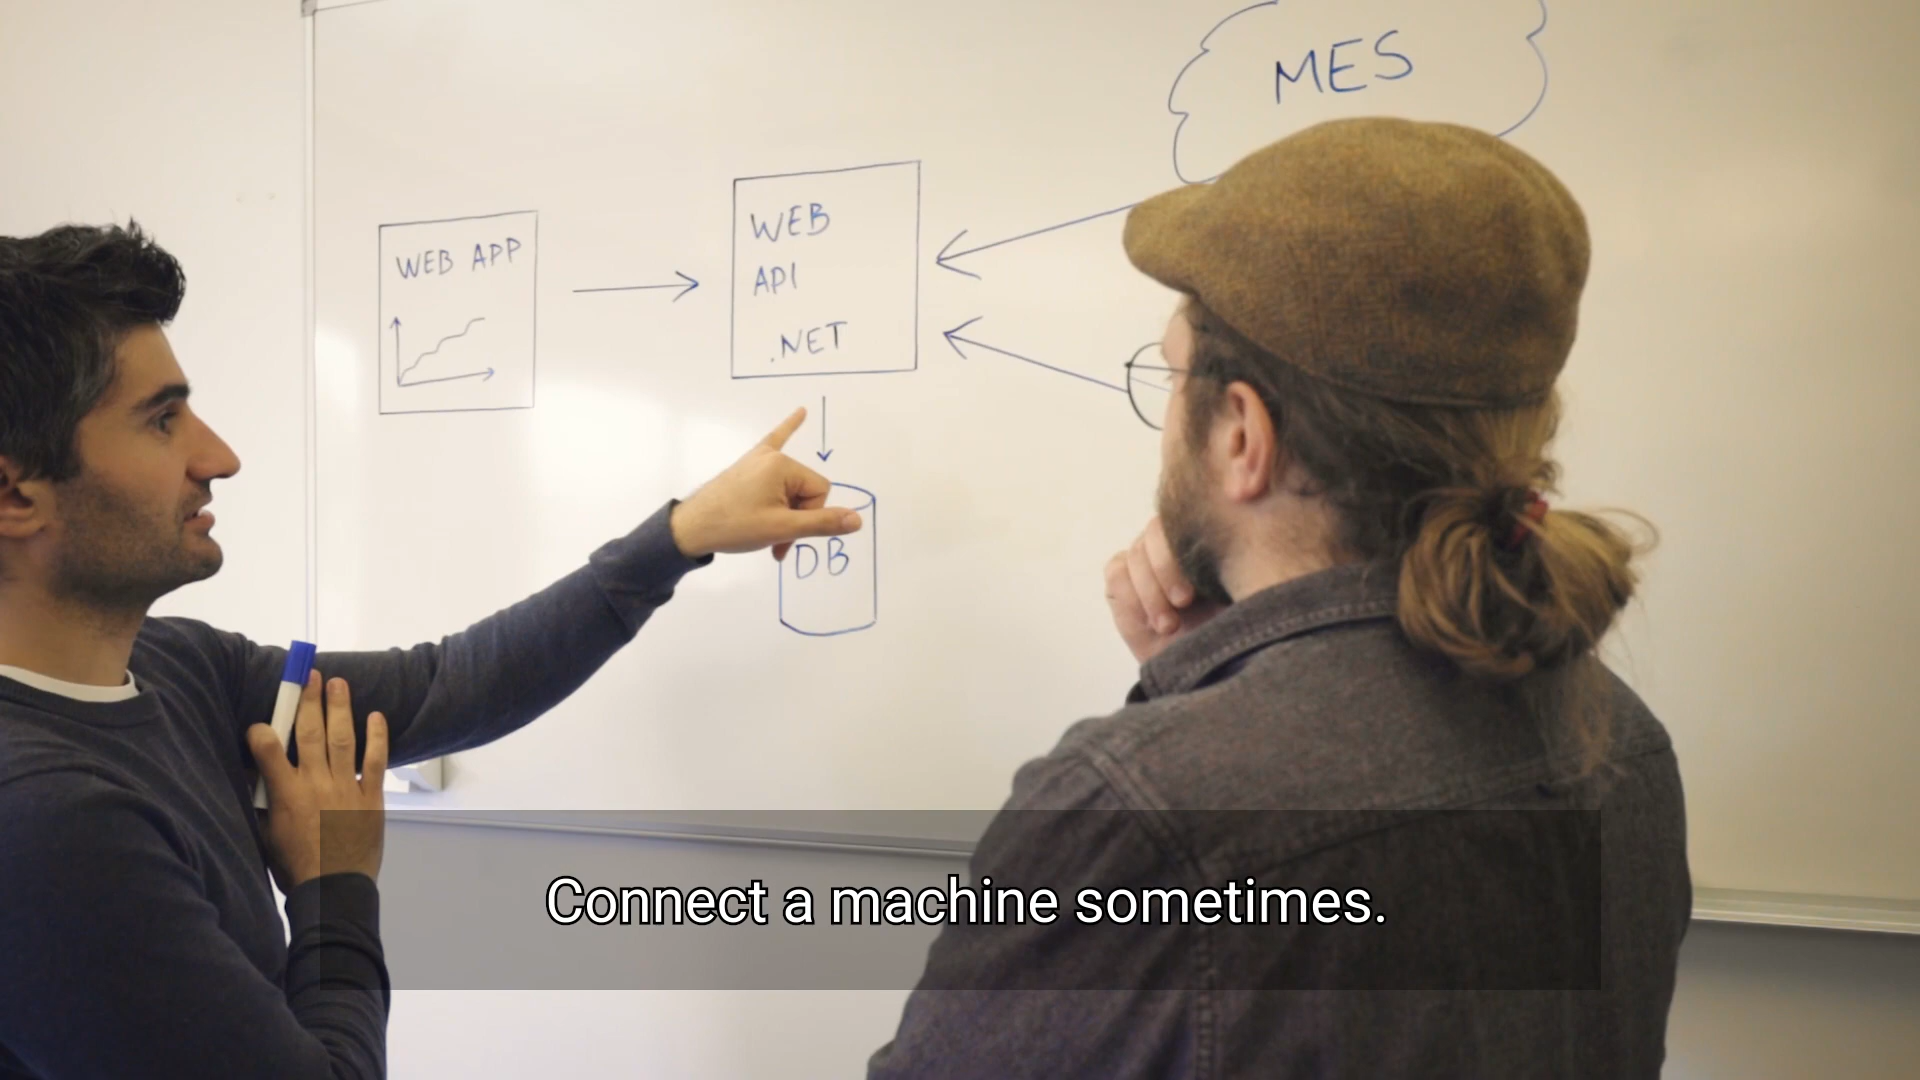 MES
WEB APP
WEB
API
.NET
DB
Connect a machine sometimes.